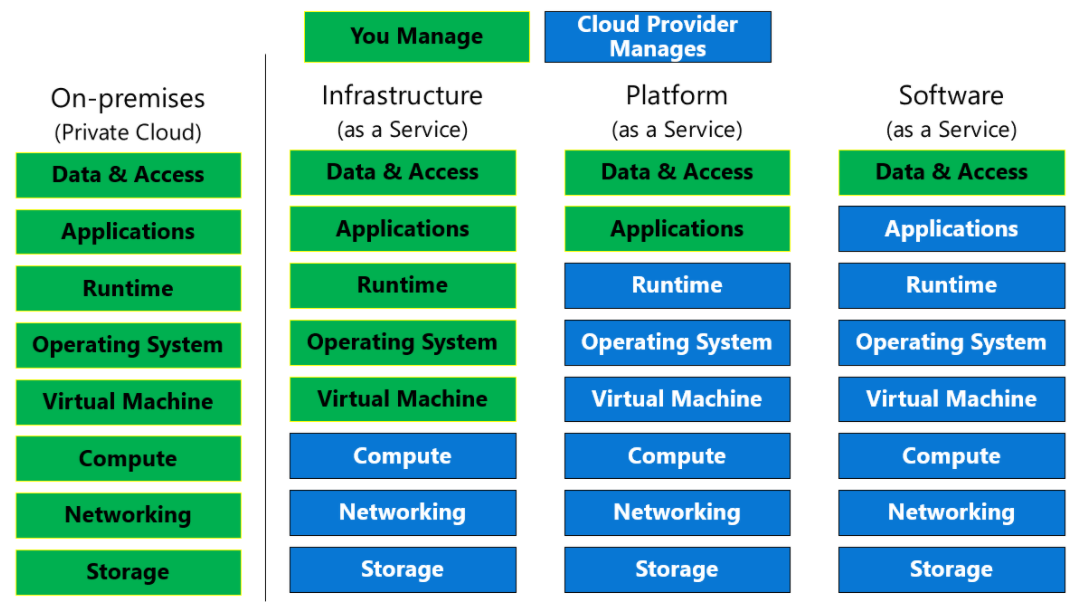 You Manage
Cloud Provider
Manages
On-premises
(Private Cloud)
Data & Access
Applications
Runtime
Operating System
Virtual Machine
Compute
Networking
Storage
Infrastructure
(as a Service)
Data & Access
Applications
Runtime
Operating System
Virtual Machine
Compute
Networking
Storage
Platform
(as a Service)
Data & Access
Applications
Runtime
Operating System
Virtual Machine
Compute
Networking
Storage
Software
(as a Service)
Data & Access
Applications
Runtime
Operating System
Virtual Machine
Compute
Networking
Storage